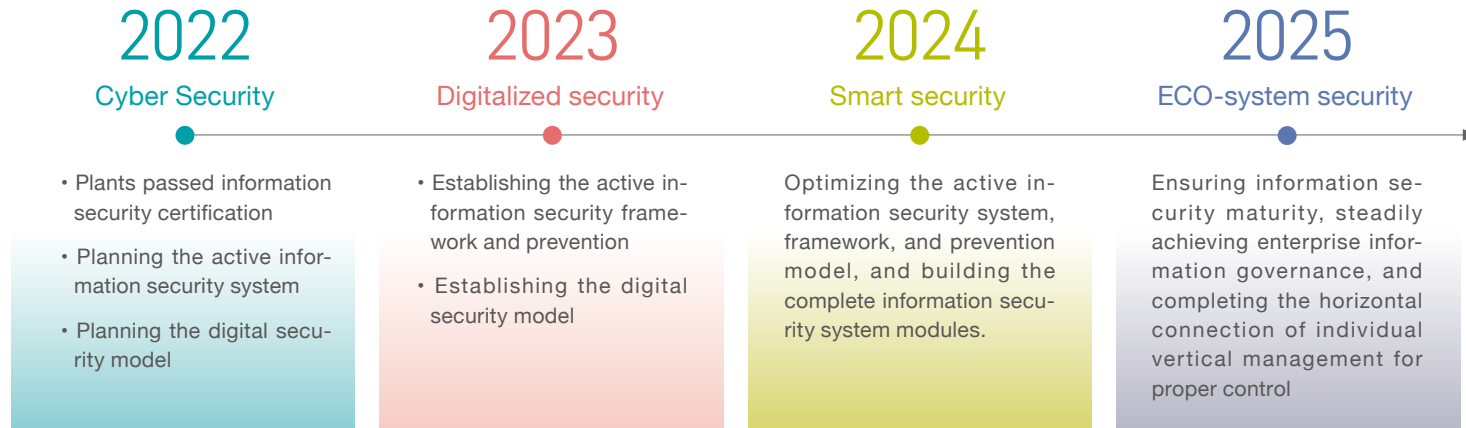 2022
Cyber Security
• Plants passed information
security certification
• Planning the active infor-
mation security system
• Planning the digital secu-
rity model
2023
Digitalized security
• Establishing the active in-
formation security frame-
work and prevention
• Establishing the digital
security model
2024
Smart security
Optimizing the active in-
formation security system,
framework, and prevention
model, and building the
complete information secu-
rity system modules.
2025
ECO-system security
Ensuring information se-
curity maturity, steadily
achieving enterprise infor-
mation governance, and
completing the horizontal
connection of individual
vertical management for
proper control